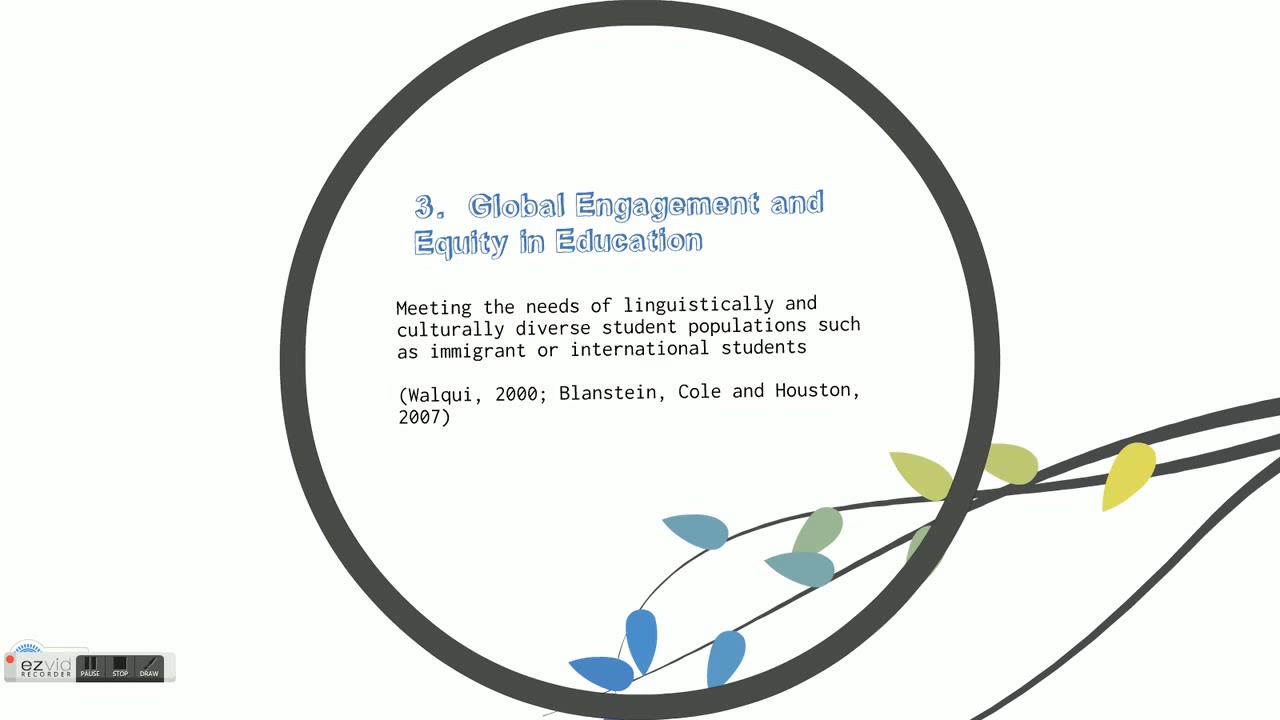 3. Global Engagement and
Equity in Education
Meeting the needs of linguistically and
culturally diverse student populations such
as immigrant or international students
(Walqui, 2000; Blanstein, Cole and Houston,
2007)
ezvid
RECORDER
PAUSE STOP DRAW